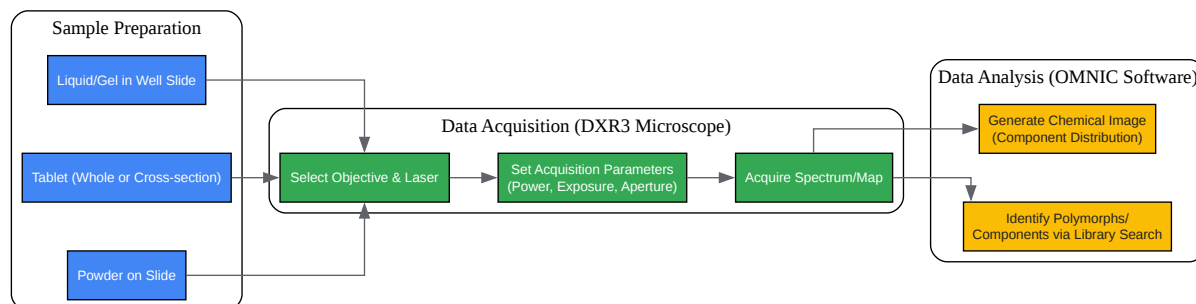 Sample Preparation
Liquid/Gel in Well Slide
Tablet (Whole or Cross-section)
Powder on Slide
Data Acquisition (DXR3 Microscope)
Select Objective & Laser
Set Acquisition Parameters
(Power, Exposure, Aperture)
Acquire Spectrum/Map
Data Analysis (OMNIC Software)
Generate Chemical Image
(Component Distribution)
Identify Polymorphs/
Components via Library Search